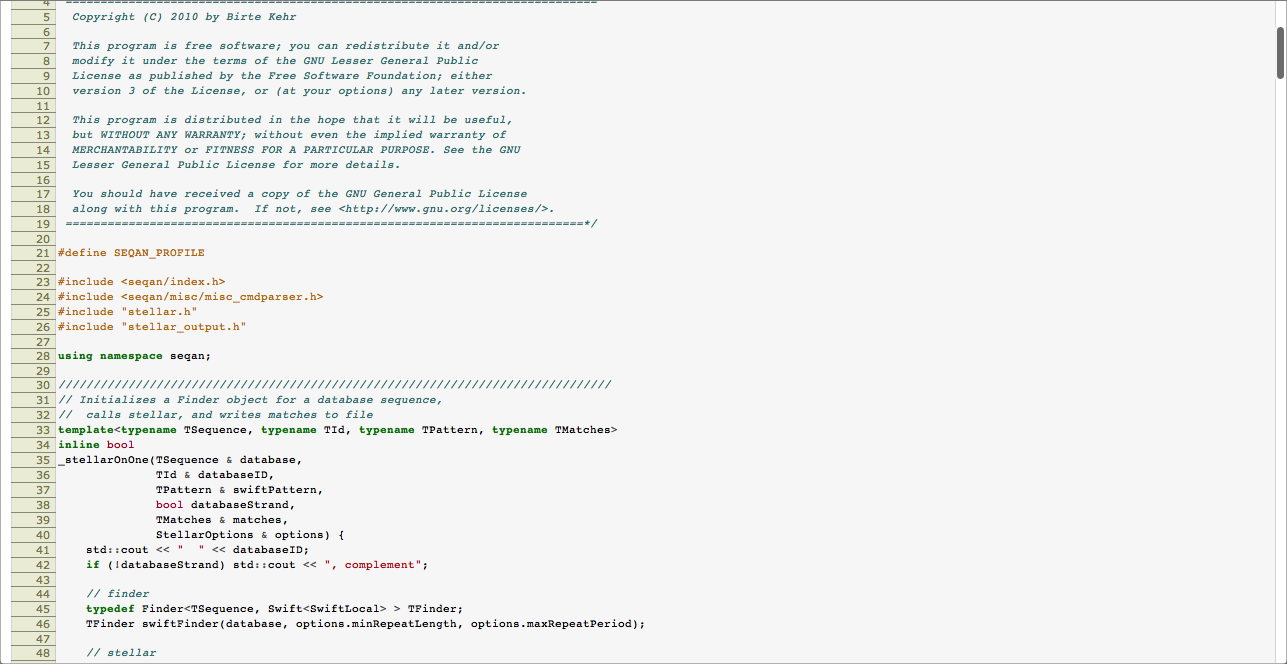 4 ============================================================================
5 Copyright (C) 2010 by Birte Kehr
6
7 This program is free software; you can redistribute it and/or
8 modify it under the terms of the GNU Lesser General Public
9 License as published by the Free Software Foundation; either
10 version 3 of the License, or (at your options) any later version.
11
12 This program is distributed in the hope that it will be useful,
13 but WITHOUT ANY WARRANTY; without even the implied warranty of
14 MERCHANTABILITY or FITNESS FOR A PARTICULAR PURPOSE. See the GNU
15 Lesser General Public License for more details.
16
17 You should have received a copy of the GNU General Public License
18 along with this program.  If not, see <http://www.gnu.org/licenses/>.
19 ==========================================================================*/
20
21 #define SEQAN_PROFILE
22
23 #include <seqan/index.h>
24 #include <seqan/misc/misc_cmdparser.h>
25 #include "stellar.h"
26 #include "stellar_output.h"
27
28 using namespace seqan;
29
30 ///////////////////////////////////////////////////////////////////////////////
31 // Initializes a Finder object for a database sequence,
32 //  calls stellar, and writes matches to file
33 template<typename TSequence, typename TId, typename TPattern, typename TMatches>
34 inline bool
35 _stellarOnOne(TSequence & database,
36               TId & databaseID,
37               TPattern & swiftPattern,
38               bool databaseStrand,
39               TMatches & matches,
40               StellarOptions & options) {
41     std::cout << "  " << databaseID;
42     if (!databaseStrand) std::cout << ", complement";
43
44     // finder
45     typedef Finder<TSequence, Swift<SwiftLocal> > TFinder;
46     TFinder swiftFinder(database, options.minRepeatLength, options.maxRepeatPeriod);
47
48     // stellar